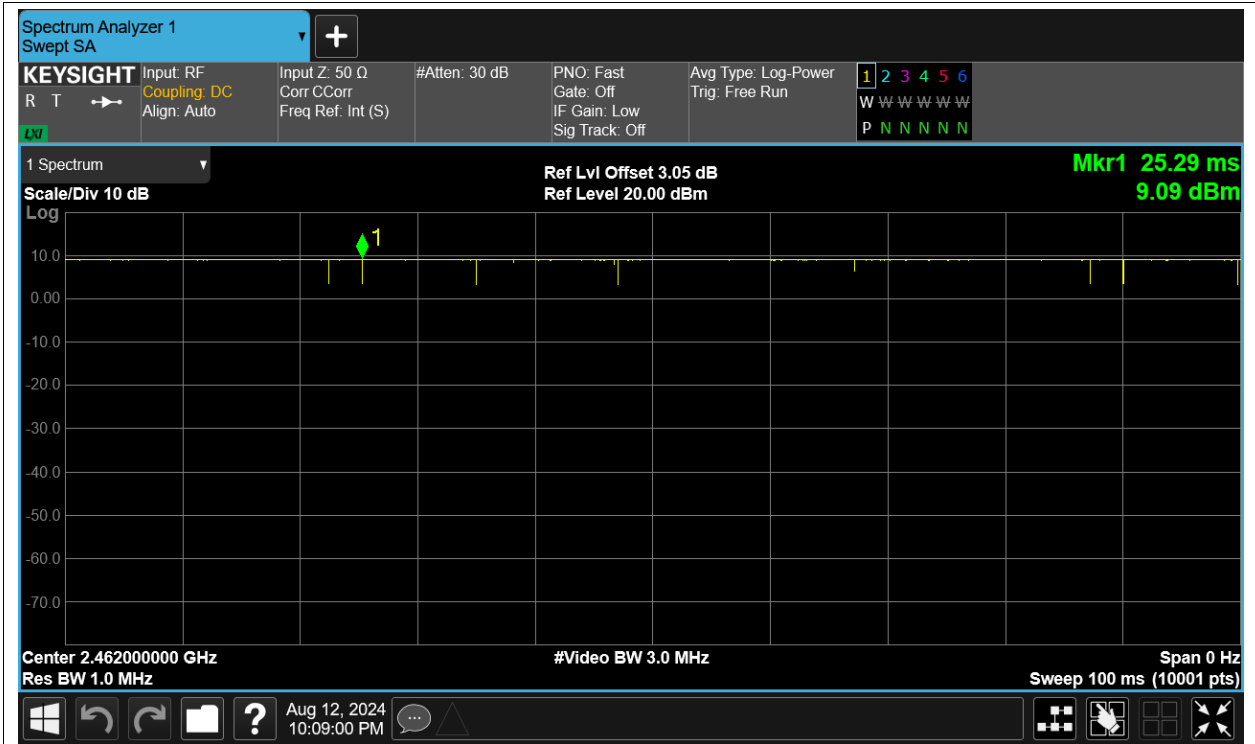 Spectrum Analyzer 1
Swept SA
KEYSIGHT
R T
LXI
Input: RF
Coupling: DC
Align: Auto
Input Z: 50 Ω
Corr CCorr
Freq Ref: Int (S)
#Atten: 30 dB
PNO: Fast
Gate: Off
IF Gain: Low
Sig Track: Off
Avg Type: Log-Power
Trig: Free Run
1 2 3 4 5 6
W W W W W W
P N N N N N
1 Spectrum
Scale/Div 10 dB
Ref Lvl Offset 3.05 dB
Ref Level 20.00 dBm
Mkr1 25.29 ms
9.09 dBm
Log
1
10.0
0.00
-10.0
-20.0
-30.0
-40.0
-50.0
-60.0
-70.0
Center 2.462000000 GHz
Res BW 1.0 MHz
#Video BW 3.0 MHz
Span 0 Hz
Sweep 100 ms (10001 pts)
?
Aug 12, 2024
10:09:00 PM